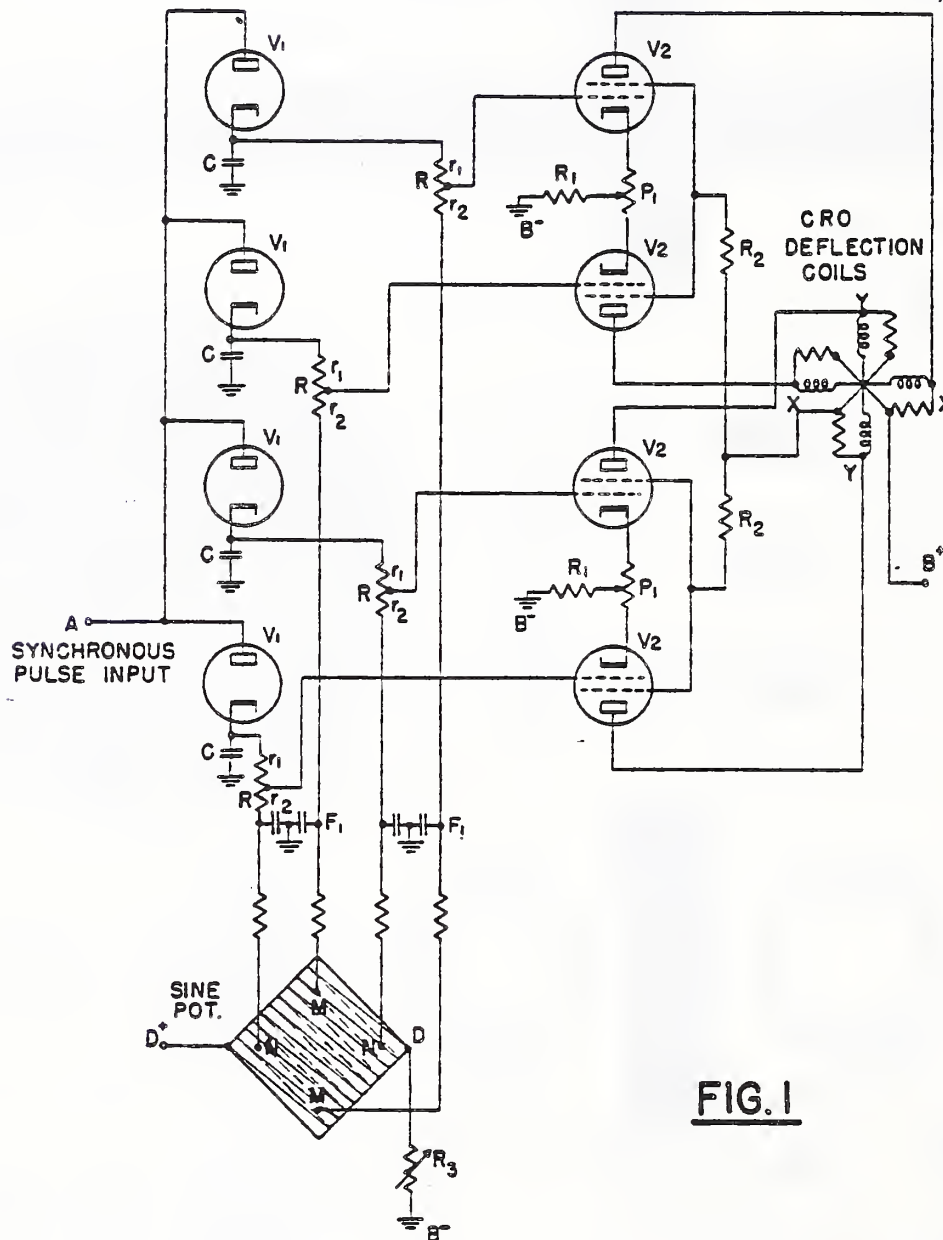 V1
V2
C
r1
R
r2
R1
P1
B-
CRO
DEFLECTION
COILS
V1
V2
R2
C
r1
R
r2
Y
X
X
V1
V2
Y
C
r1
R
r2
R1
P1
B-
R2
B+
A
SYNCHRONOUS
PULSE INPUT
V1
V2
C
r1
R
r2
F1
F1
SINE
POT.
D+
M
N
N
D
M
R3
B-
FIG. 1